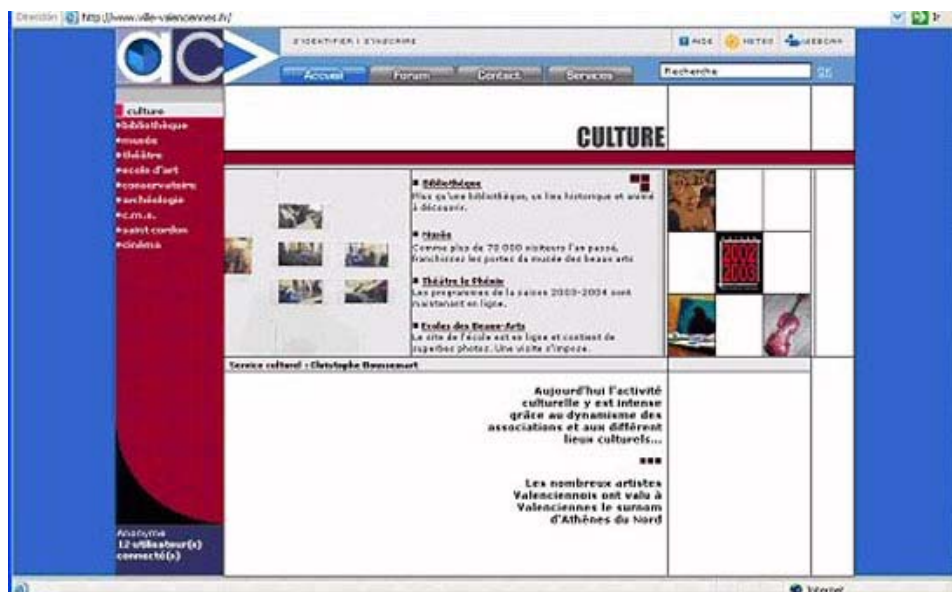 Dirección http://www.ville-valenciennes.fr/ Ir
ac>
S'IDENTIFIER | S'INSCRIRE
AIDE METEO WEBCAM
Accueil Forum Contact Services
Recherche OK
culture
bibliothèque
musée
théâtre
ecole d'art
conservatoire
archéologie
c.m.a.
saint cordon
cinéma
CULTURE
Bibliothèque
Plus qu'une bibliothèque, un lieu historique et animé
à découvrir.
Musée
Comme plus de 70 000 visiteurs l'an passé,
franchissez les portes du musée des beaux arts
Théâtre le Phénix
Les programmes de la saison 2003-2004 sont
maintenant en ligne.
Ecoles des Beaux-Arts
Le site de l'école est en ligne et contient de
superbes photos. Une visite s'impose.
2002
2003
Service culturel : Christophe
Aujourd'hui l'activité
culturelle y est intense
grâce au dynamisme des
associations et aux différent
lieux culturels...
Les nombreux artistes
Valenciennois ont valu à
Valenciennes le surnom
d'Athènes du Nord
Anonyme
12 utilisateur(s)
connecté(s)
Internet